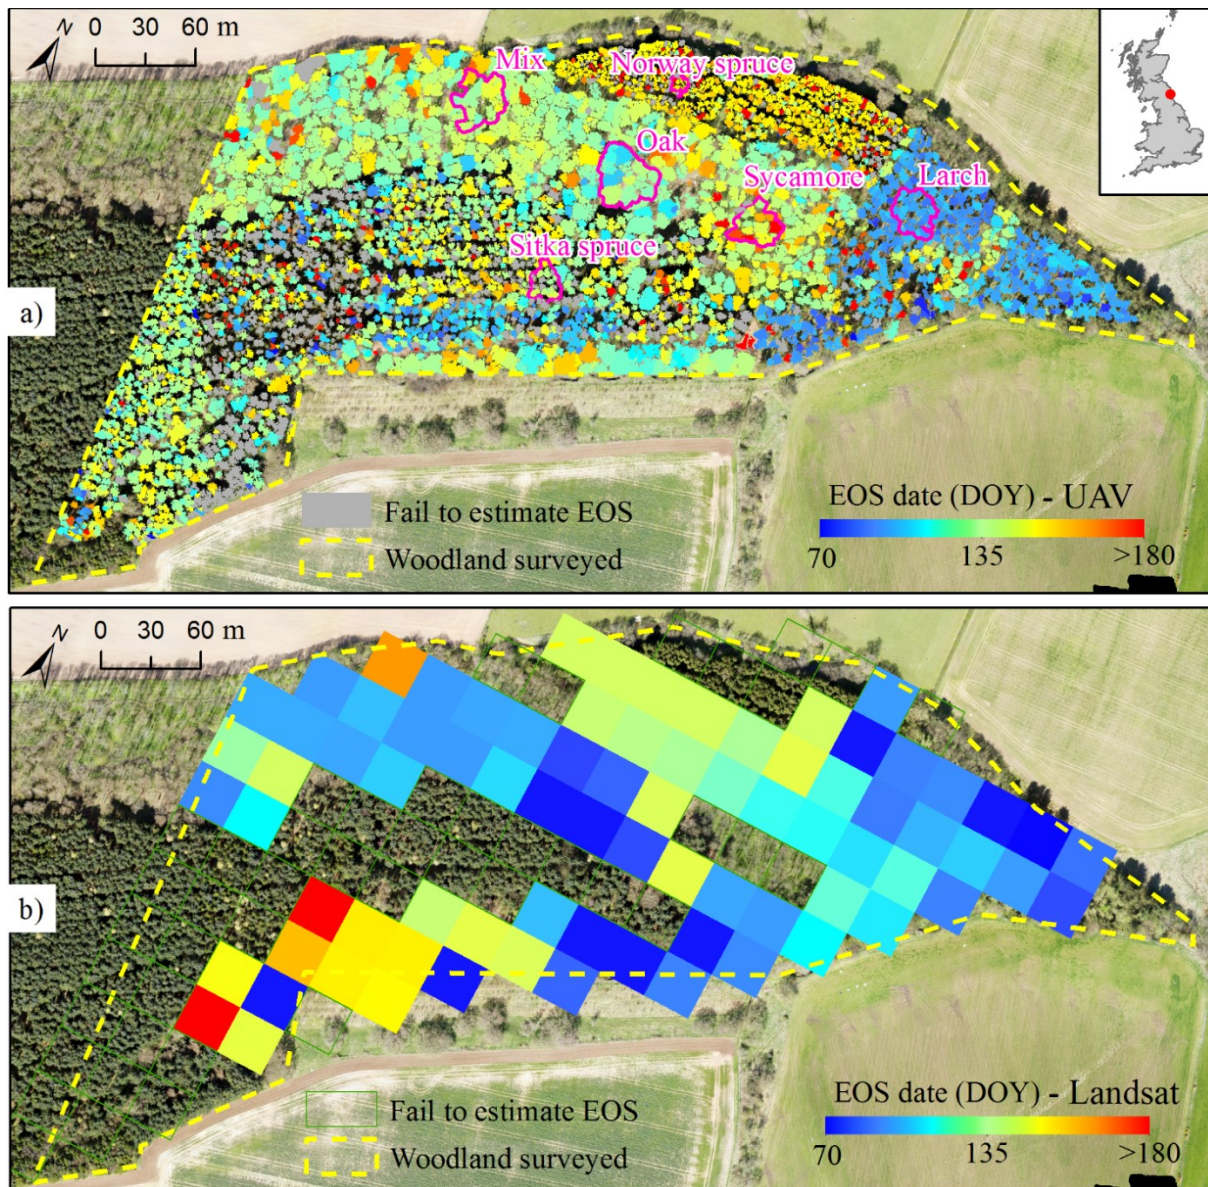 N 0 30 60 m
Mix
Norway spruce
Oak
Sycamore
Larch
Sitka spruce
a)
EOS date (DOY) - UAV
Fail to estimate EOS
70 135 >180
Woodland surveyed
N 0 30 60 m
b)
EOS date (DOY) - Landsat
Fail to estimate EOS
70 135 >180
Woodland surveyed